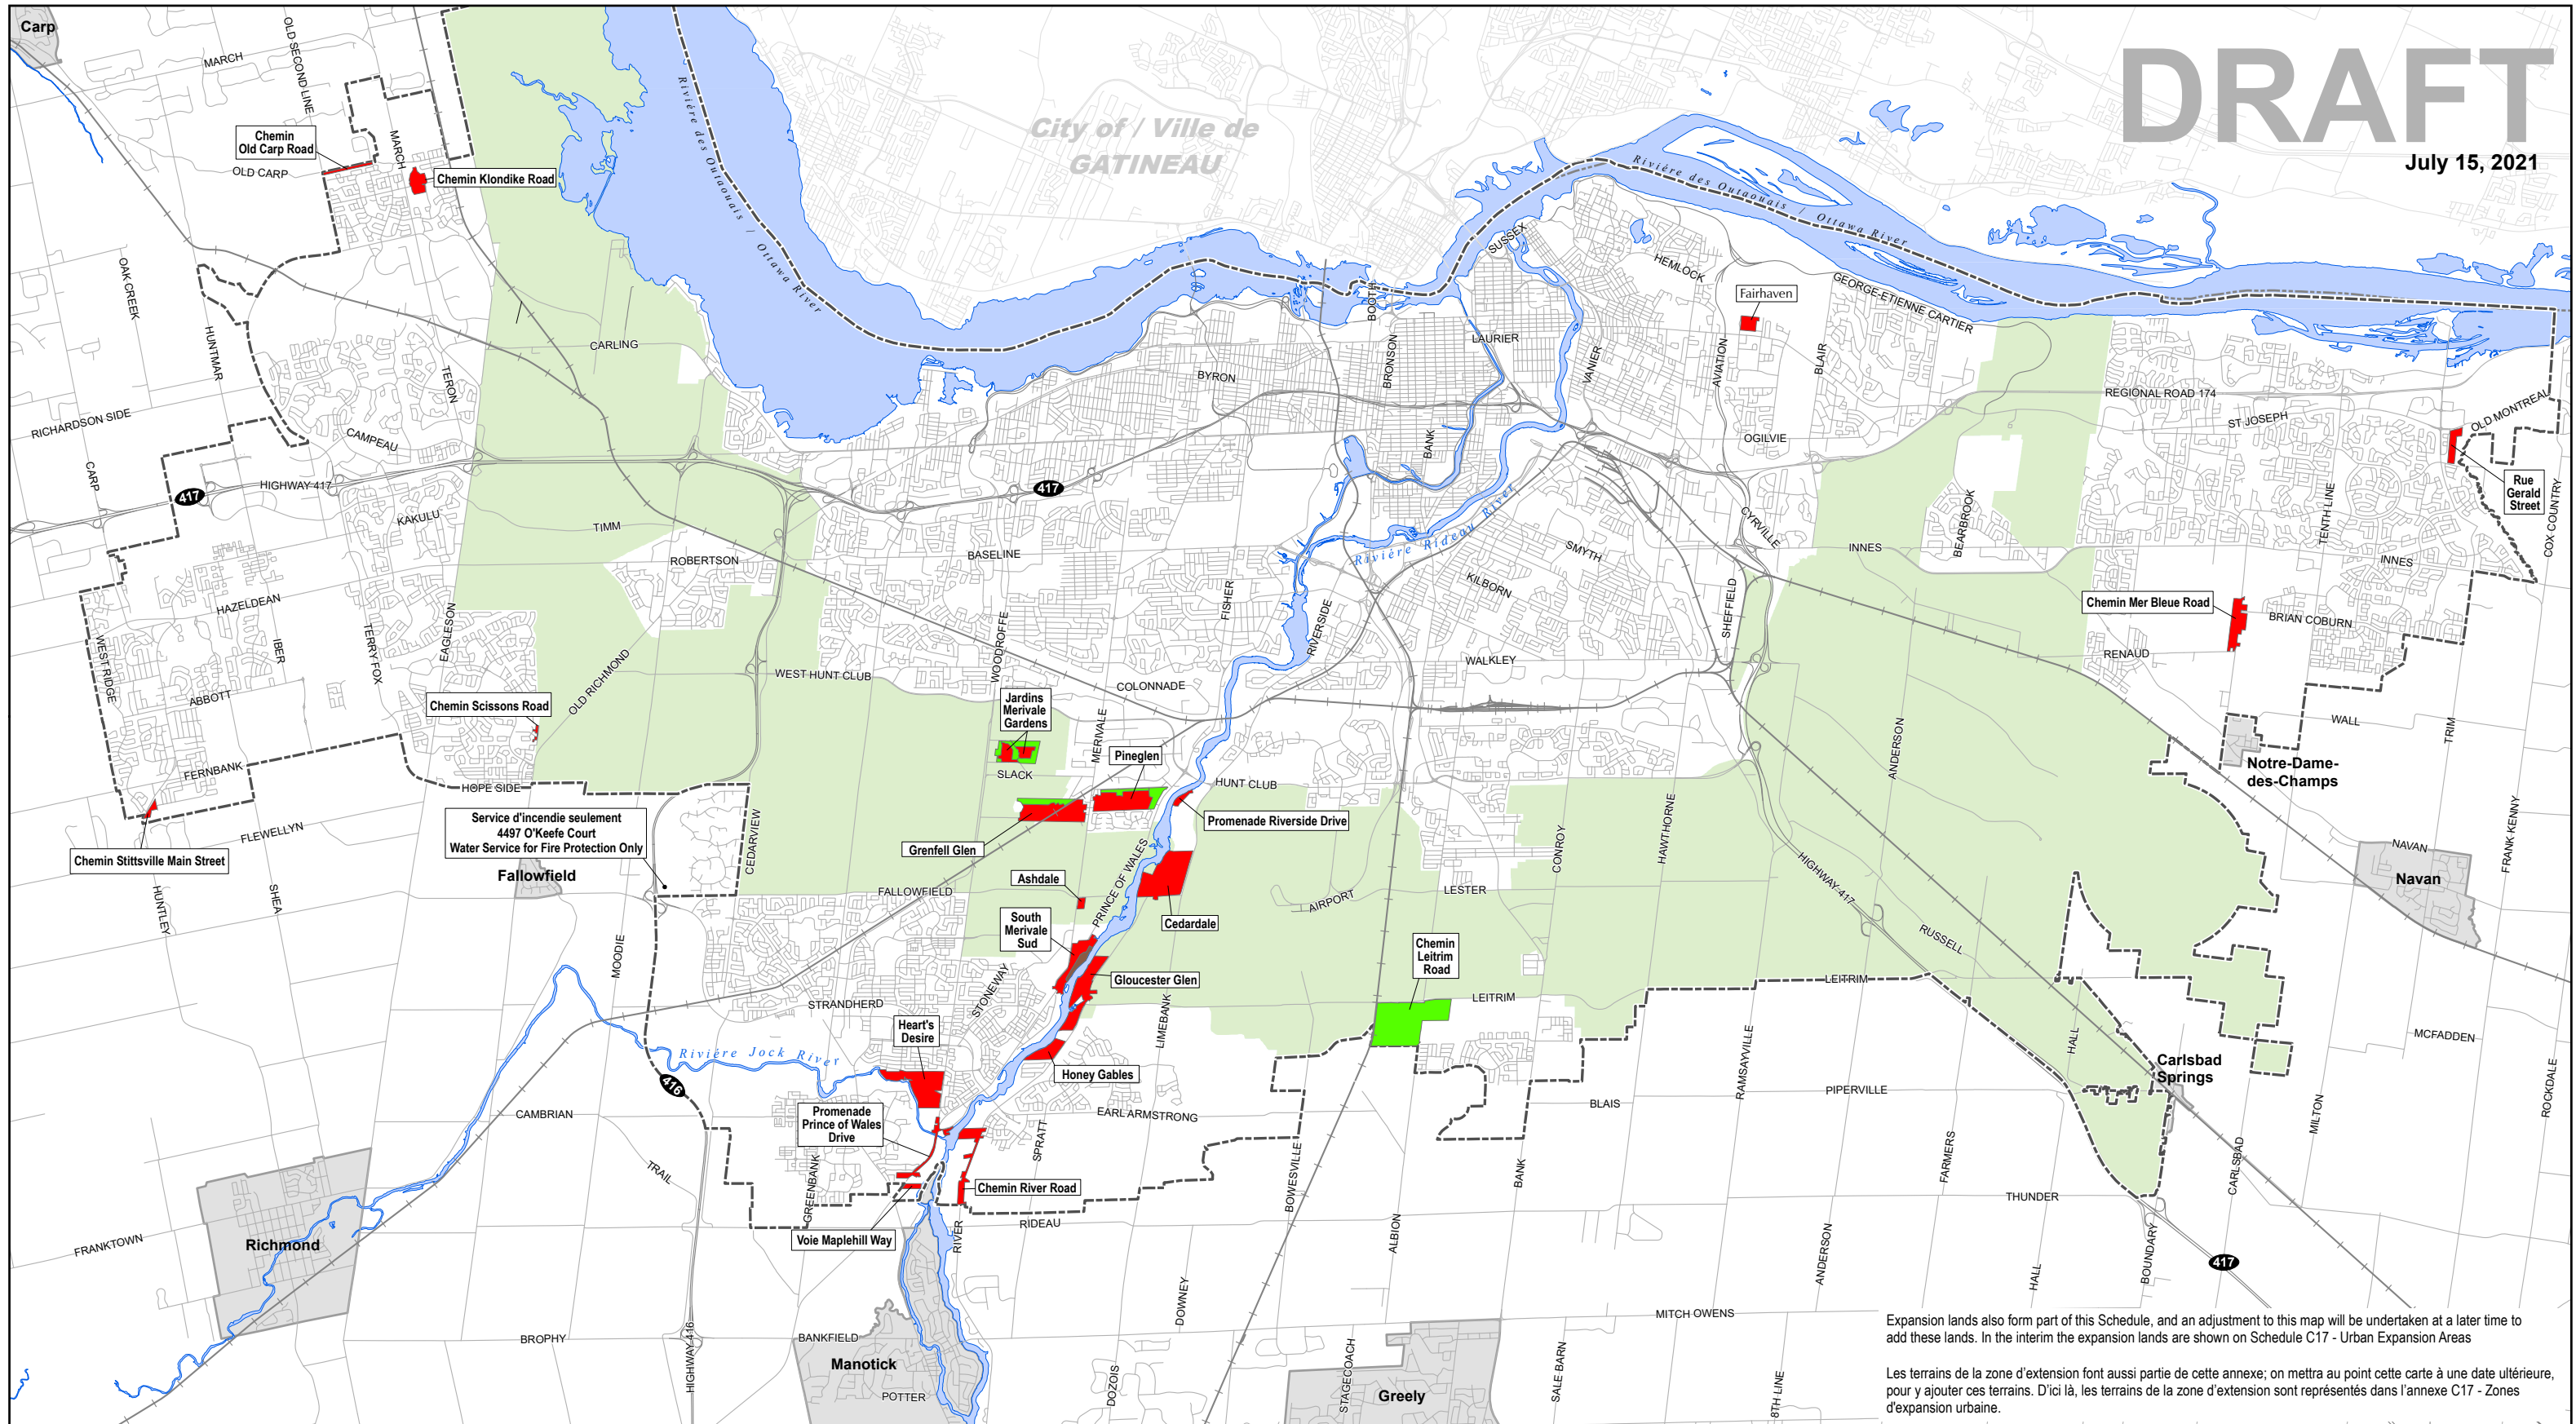 DRAFT
July 15, 2021
City of / Ville de
GATINEAU
Carp
MARCH
OLD SECOND LINE
Chemin
Old Carp Road
OLD CARP
MARCH
Chemin Klondike Road
Rivière des Outaouais / Ottawa River
Rivière des Outaouais / Ottawa River
SUSSEX
HEMLOCK
Fairhaven
GEORGE-ETIENNE CARTIER
OAK CREEK
HUNTMAR
TERON
CARLING
BOOTH
LAURIER
BYRON
BRONSON
VANIER
AVIATION
BLAIR
REGIONAL ROAD 174
ST JOSEPH
OLD MONTREAL
RICHARDSON SIDE
CAMPEAU
CARP
HIGHWAY 417
417
417
BANK
OGILVIE
Rue
Gerald
Street
COX COUNTRY
KAKULU
TIMM
ROBERTSON
BASELINE
Rivière Rideau River
SMYTH
KILBORN
CYRVILLE
INNES
BEARBROOK
TENTH LINE
INNES
HAZELDEAN
WEST RIDGE
IBER
TERRY FOX
EAGLESON
OLD RICHMOND
WOODROFFE
FISHER
RIVERSIDE
SHEFFIELD
Chemin Mer Bleue Road
BRIAN COBURN
RENAUD
ABBOTT
WEST HUNT CLUB
COLONNADE
WALKLEY
Chemin Scissons Road
Jardins
Merivale
Gardens
MERIVALE
Pineglen
SLACK
HUNT CLUB
ANDERSON
WALL
TRIM
Notre-Dame-
des-Champs
FERNBANK
HOPE SIDE
Service d'incendie seulement
4497 O'Keefe Court
Water Service for Fire Protection Only
CEDARVIEW
Promenade Riverside Drive
Grenfell Glen
CONROY
HAWTHORNE
HIGHWAY 417
FRANK KENNY
FLEWELLYN
Chemin Stittsville Main Street
HUNTLEY
SHEA
Fallowfield
FALLOWFIELD
Ashdale
PRINCE OF WALES
Cedardale
AIRPORT
LESTER
NAVAN
Navan
South
Merivale
Sud
Gloucester Glen
Chemin
Leitrim
Road
RUSSELL
MOODIE
STONEWAY
STRANDHERD
LIMEBANK
LEITRIM
LEITRIM
HALL
MCFADDEN
Heart's
Desire
Rivière Jock River
Honey Gables
416
Carlsbad
Springs
CAMBRIAN
Promenade
Prince of Wales
Drive
EARL ARMSTRONG
BLAIS
PIPERVILLE
RAMSAYVILLE
ROCKDALE
MILTON
TRAIL
GREENBANK
SPRATT
Chemin River Road
BOWESVILLE
BANK
FARMERS
CARLSBAD
THUNDER
Voie Maplehill Way
RIVER
RIDEAU
ALBION
ANDERSON
HALL
BOUNDARY
417
FRANKTOWN
Richmond
BROPHY
HIGHWAY 416
BANKFIELD
Manotick
POTTER
DOWNEY
DOZOIS
STAGECOACH
Greely
SALE BARN
MITCH OWENS
8TH LINE
Expansion lands also form part of this Schedule, and an adjustment to this map will be undertaken at a later time to
add these lands. In the interim the expansion lands are shown on Schedule C17 - Urban Expansion Areas
Les terrains de la zone d'extension font aussi partie de cette annexe; on mettra au point cette carte à une date ultérieure,
pour y ajouter ces terrains. D'ici là, les terrains de la zone d'extension sont représentés dans l'annexe C17 - Zones
d'expansion urbaine.